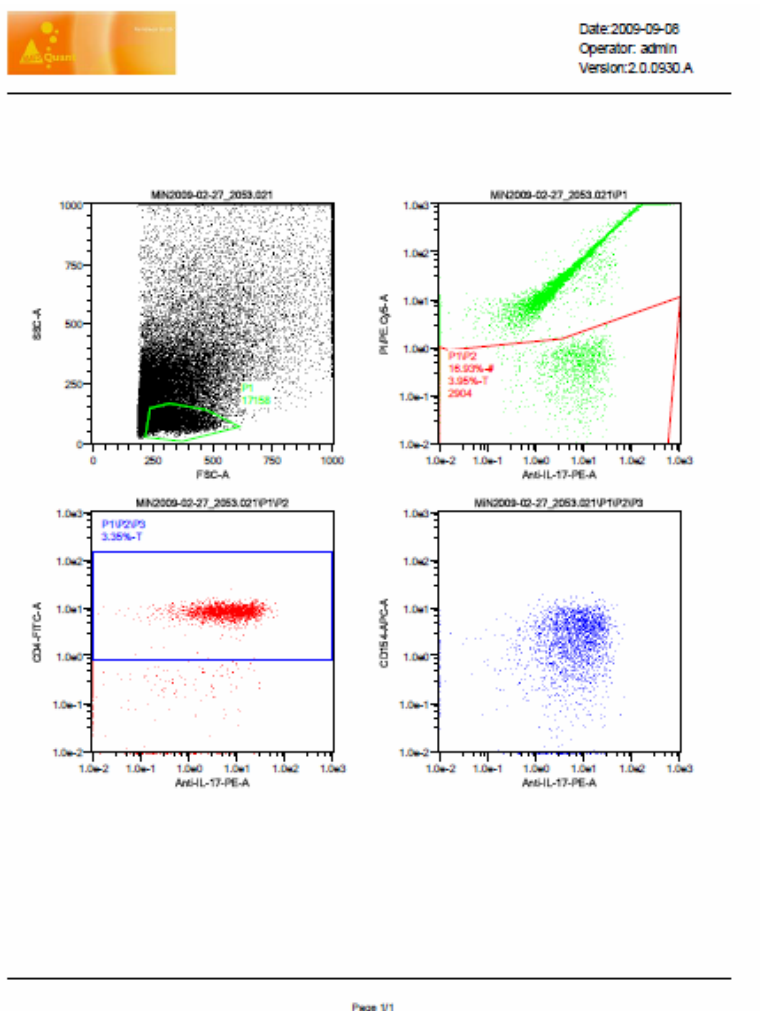 Quant
Date:2009-09-08
Operator: admin
Version:2.0.0930.A
MIN2009-02-27_2053.021
1000
750
500
250
0
SSC-A
P1
17156
0 250 500 750 1000
FSC-A
MIN2009-02-27_2053.021\P1
1.0e3
1.0e2
1.0e1
1.0e0
1.0e-1
1.0e-2
PI/PE.Cy5-A
P1\P2
16.93%-#
3.95%-T
2904
1.0e-2 1.0e-1 1.0e0 1.0e1 1.0e2 1.0e3
Anti-IL-17-PE-A
MIN2009-02-27_2053.021\P1\P2
1.0e3
1.0e2
1.0e1
1.0e0
1.0e-1
1.0e-2
CD4-FITC-A
P1\P2\P3
3.35%-T
1.0e-2 1.0e-1 1.0e0 1.0e1 1.0e2 1.0e3
Anti-IL-17-PE-A
MIN2009-02-27_2053.021\P1\P2\P3
1.0e3
1.0e2
1.0e1
1.0e0
1.0e-1
1.0e-2
CD154-APC-A
1.0e-2 1.0e-1 1.0e0 1.0e1 1.0e2 1.0e3
Anti-IL-17-PE-A
Page 1/1